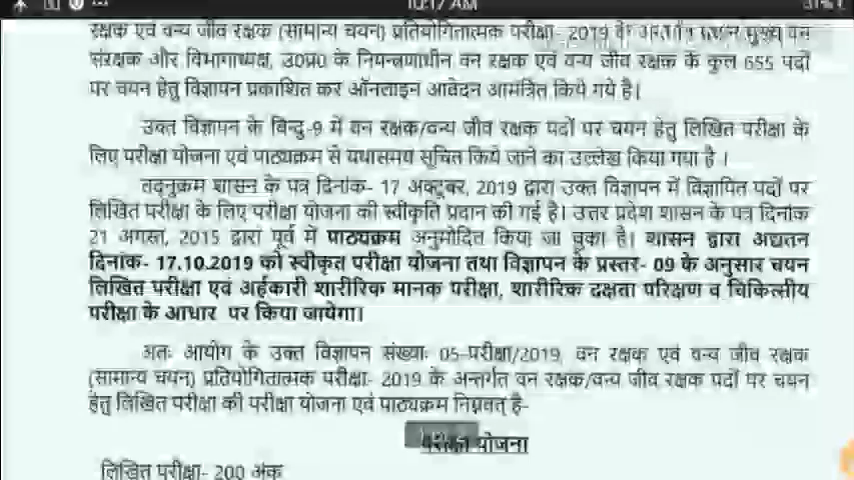 10:17 AM
रक्षक एवं वन्य जीव रक्षक (सामान्य चयन) प्रतियोगितात्मक परीक्षा- 2019 के मुख्य वन
संरक्षक और विभागाध्यक्ष, उ0प्र0 के नियन्त्रणाधीन वन रक्षक एवं वन्य जीव रक्षक के कुल 655 पदों
पर चयन हेतु विज्ञापन प्रकाशित कर ऑनलाइन आवेदन आमंत्रित किये गये है।
उक्त विज्ञापन के बिन्दु-9 में वन रक्षक/वन्य जीव रक्षक पदों पर चयन हेतु लिखित परीक्षा के
लिए परीक्षा योजना एवं पाठ्यक्रम से यथासमय सूचित किये जाने का उल्लेख किया गया है ।
तद्नुक्रम शासन के पत्र दिनांक- 17 अक्टूबर, 2019 द्वारा उक्त विज्ञापन में विज्ञापित पदों पर
लिखित परीक्षा के लिए परीक्षा योजना की स्वीकृति प्रदान की गई है। उत्तर प्रदेश शासन के पत्र दिनांक
21 अगस्त, 2015 द्वारा पूर्व में पाठ्यक्रम अनुमोदित किया जा चुका है। शासन द्वारा अद्यतन
दिनांक- 17.10.2019 को स्वीकृत परीक्षा योजना तथा विज्ञापन के प्रस्तर- 09 के अनुसार चयन
लिखित परीक्षा एवं अर्हकारी शारीरिक मानक परीक्षा, शारीरिक दक्षता परिक्षण व चिकित्सीय
परीक्षा के आधार पर किया जायेगा।
अतः आयोग के उक्त विज्ञापन संख्याः 05-परीक्षा/2019, वन रक्षक एवं वन्य जीव रक्षक
(सामान्य चयन) प्रतियोगितात्मक परीक्षा- 2019 के अन्तर्गत वन रक्षक/वन्य जीव रक्षक पदों पर चयन
हेतु लिखित परीक्षा की परीक्षा योजना एवं पाठ्यक्रम निम्नवत् है-
परीक्षा योजना
लिखित परीक्षा- 200 अंक